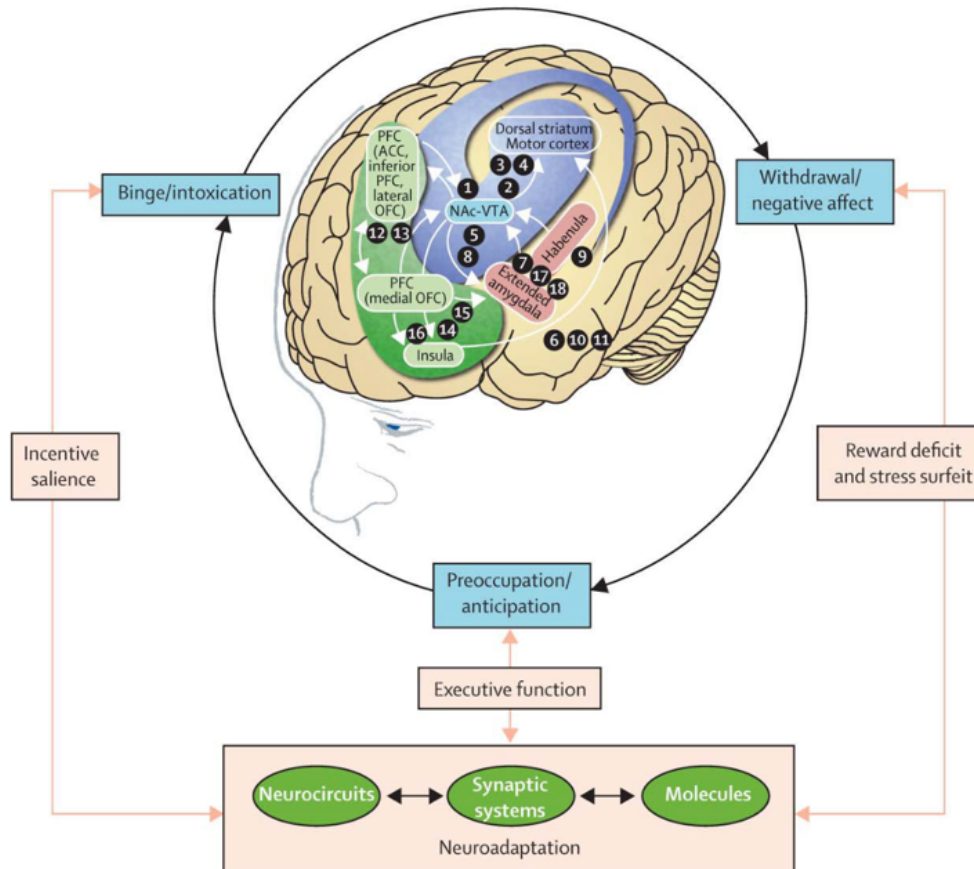 PFC
(ACC,
inferior
PFC,
lateral
OFC)
Dorsal striatum
Motor cortex
3 4
1
2
NAc-VTA
12 13
5
8
Habenula
7
9
17
18
Extended
amygdala
PFC
(medial OFC)
15
16
14
Insula
6 10 11
Binge/intoxication
Withdrawal/
negative affect
Incentive
salience
Reward deficit
and stress surfeit
Preoccupation/
anticipation
Executive function
Neurocircuits
Synaptic
systems
Molecules
Neuroadaptation